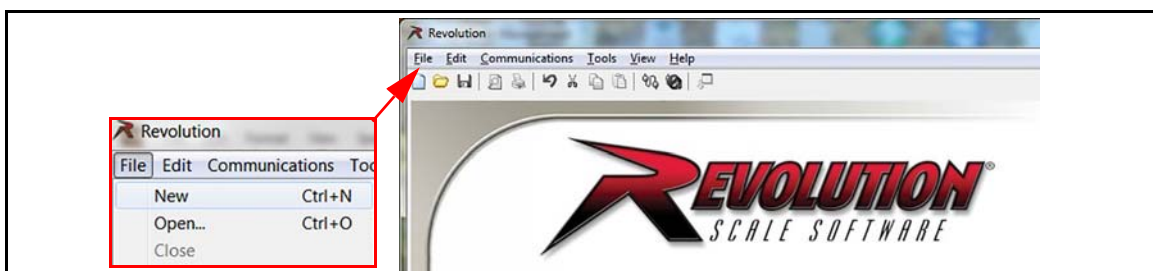 Revolution
File Edit Communications Tools View Help
REVOLUTION®
SCALE SOFTWARE
Revolution
File Edit Communications Too
New Ctrl+N
Open... Ctrl+O
Close